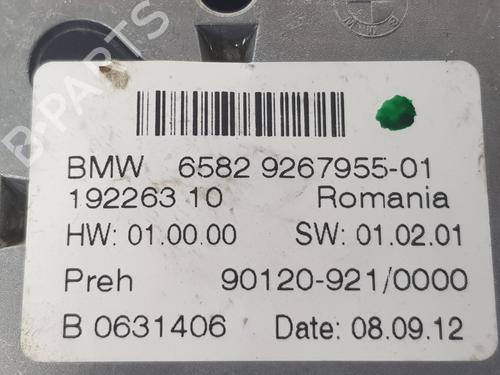 BMW 6582 9267955-01
192263 10 Romania
HW: 01.00.00 SW: 01.02.01
Preh 90120-921/0000
B 0631406 Date: 08.09.12
B-PARTS
BMW